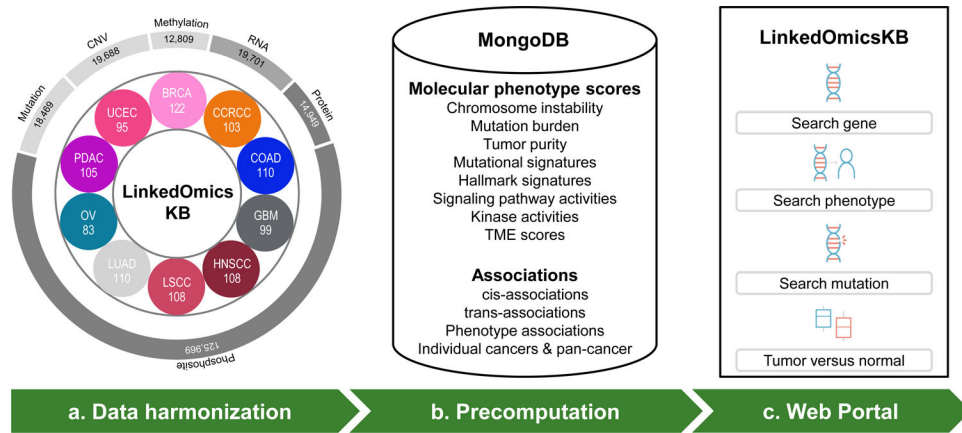 Mutation
18,469
CNV
19,688
Methylation
12,809
RNA
19,701
Protein
14,949
Phosphosite
125,969
BRCA
122
CCRCC
103
COAD
110
GBM
99
HNSCC
108
LSCC
108
LUAD
110
OV
83
PDAC
105
UCEC
95
LinkedOmics
KB
MongoDB
Molecular phenotype scores
Chromosome instability
Mutation burden
Tumor purity
Mutational signatures
Hallmark signatures
Signaling pathway activities
Kinase activities
TME scores
Associations
cis-associations
trans-associations
Phenotype associations
Individual cancers & pan-cancer
LinkedOmicsKB
Search gene
Search phenotype
Search mutation
Tumor versus normal
a. Data harmonization
b. Precomputation
c. Web Portal